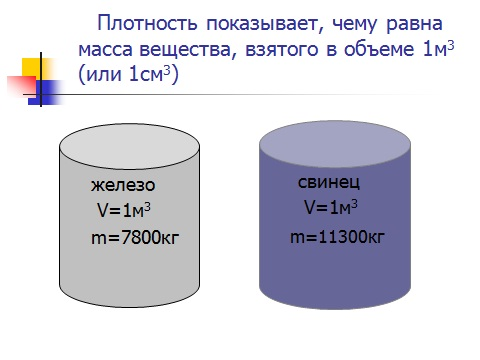 Плотность показывает, чему равна
масса вещества, взятого в объеме 1м³
(или 1см³)
железо
V=1м³
m=7800кг
свинец
V=1м³
m=11300кг